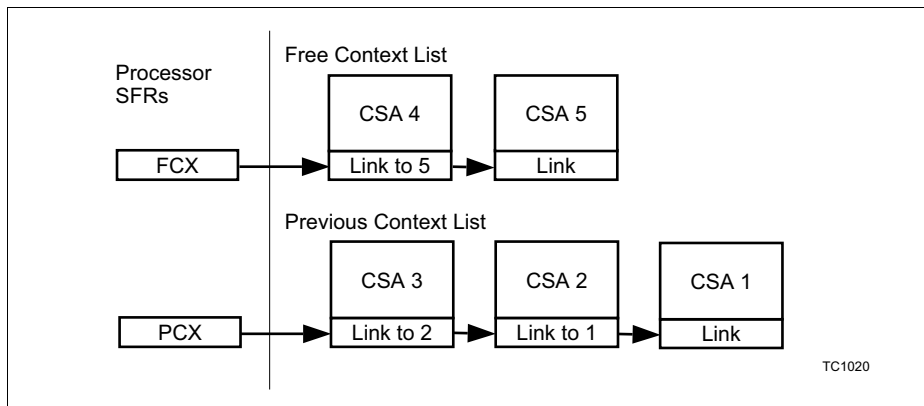 Free Context List
Processor
SFRs
CSA 4
CSA 5
FCX
Link to 5
Link
Previous Context List
CSA 3
CSA 2
CSA 1
PCX
Link to 2
Link to 1
Link
TC1020